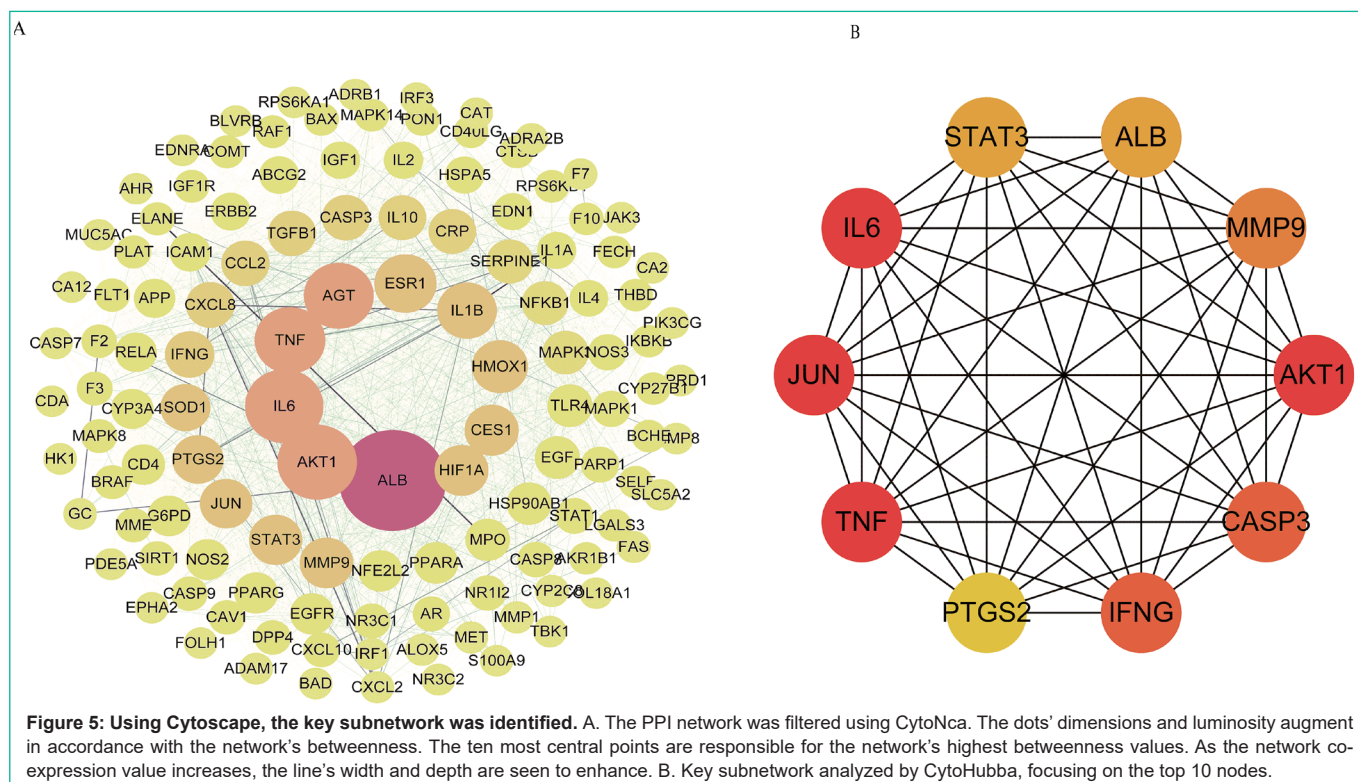 A
B
ADRB1 IRF3
RPS6KA1 CAT
BLVRB BAX MAPK14 PON1
RAF1 CD40LG ADRA2B
EDNRA COMT IGF1 IL2
ABCG2 HSPA5 F7
AHR IGF1R
ERBB2 CASP3 IL10 EDN1
ELANE TGFB1 CRP F10 JAK3
MUC5AC
PLAT ICAM1 CCL2 SERPINE1 IL1A FECH
CA12 FLT1 APP CXCL8 AGT ESR1 IL1B NFKB1 IL4 THBD CA2
CASP7 F2 RELA IFNG TNF HMOX1 NOS3 IKBKB PIK3CG
CDA F3 CYP3A4 SOD1 IL6 TLR4 MAPK1 CYP27B1
MAPK8 CES1 BCHE
HK1 CD4 PTGS2 AKT1 ALB HIF1A EGF PARP1
BRAF SLC5A2
GC G6PD JUN HSP90AB1
MME STAT1 LGALS3
PDE5A SIRT1 NOS2 STAT3 MPO FAS
MMP9 NFE2L2 PPARA CASP8 AKR1B1
EPHA2 CASP9 PPARG NR1I2 COL18A1
CAV1 EGFR NR3C1 AR MMP1
FOLH1 DPP4 CXCL10 IRF1 ALOX5 MET TBK1
ADAM17 S100A9
BAD CXCL2 NR3C2
STAT3 ALB
IL6 MMP9
JUN AKT1
TNF CASP3
PTGS2 IFNG
Figure 5: Using Cytoscape, the key subnetwork was identified. A. The PPI network was filtered using CytoNca. The dots’ dimensions and luminosity augment
in accordance with the network’s betweenness. The ten most central points are responsible for the network’s highest betweenness values. As the network co-
expression value increases, the line’s width and depth are seen to enhance. B. Key subnetwork analyzed by CytoHubba, focusing on the top 10 nodes.